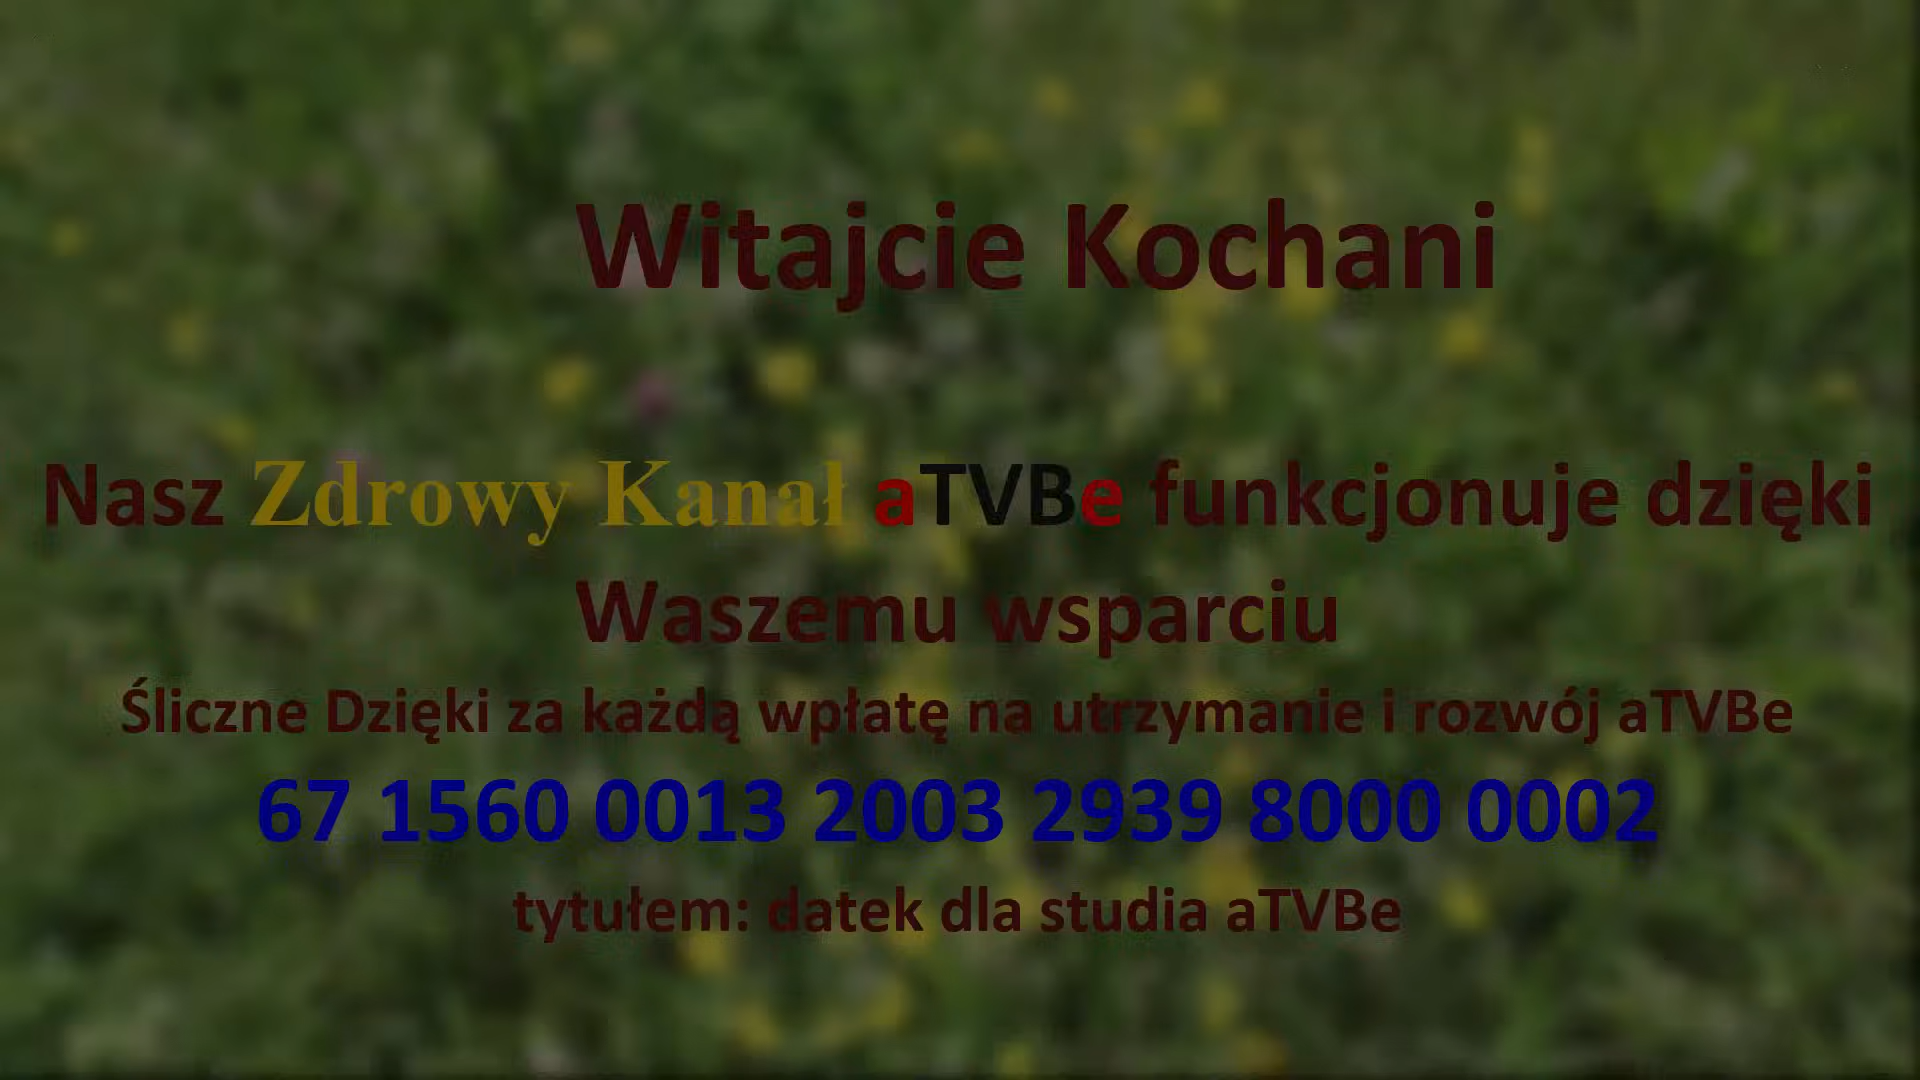 Witajcie Kochani
Nasz Zdrowy Kanał aTVBe funkcjonuje dzięki
Waszemu wsparciu
Śliczne Dzięki za każdą wpłatę na utrzymanie i rozwój aTVBe
67 1560 0013 2003 2939 8000 0002
tytułem: datek dla studia aTVBe